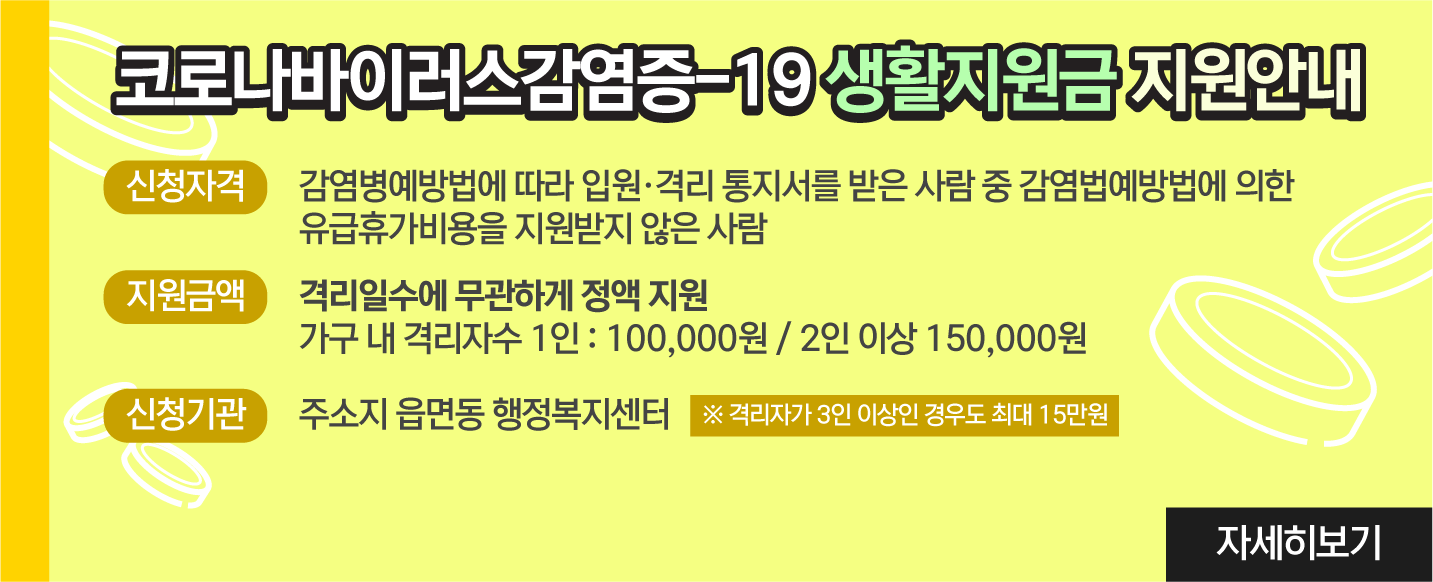 코로나바이러스감염증-19 생활지원금 지원안내
신청자격
감염병예방법에 따라 입원·격리 통지서를 받은 사람 중 감염법예방법에 의한
유급휴가비용을 지원받지 않은 사람
지원금액
격리일수에 무관하게 정액 지원
가구 내 격리자수 1인 : 100,000원 / 2인 이상 150,000원
신청기관
주소지 읍면동 행정복지센터 ※ 격리자가 3인 이상인 경우도 최대 15만원
자세히보기